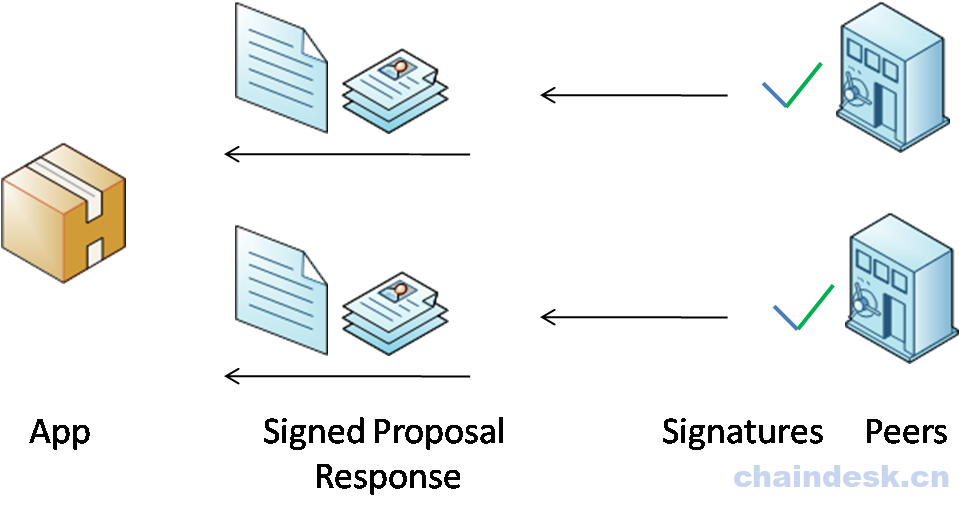 App
Signed Proposal
Response
Signatures
Peers
chaindesk.cn